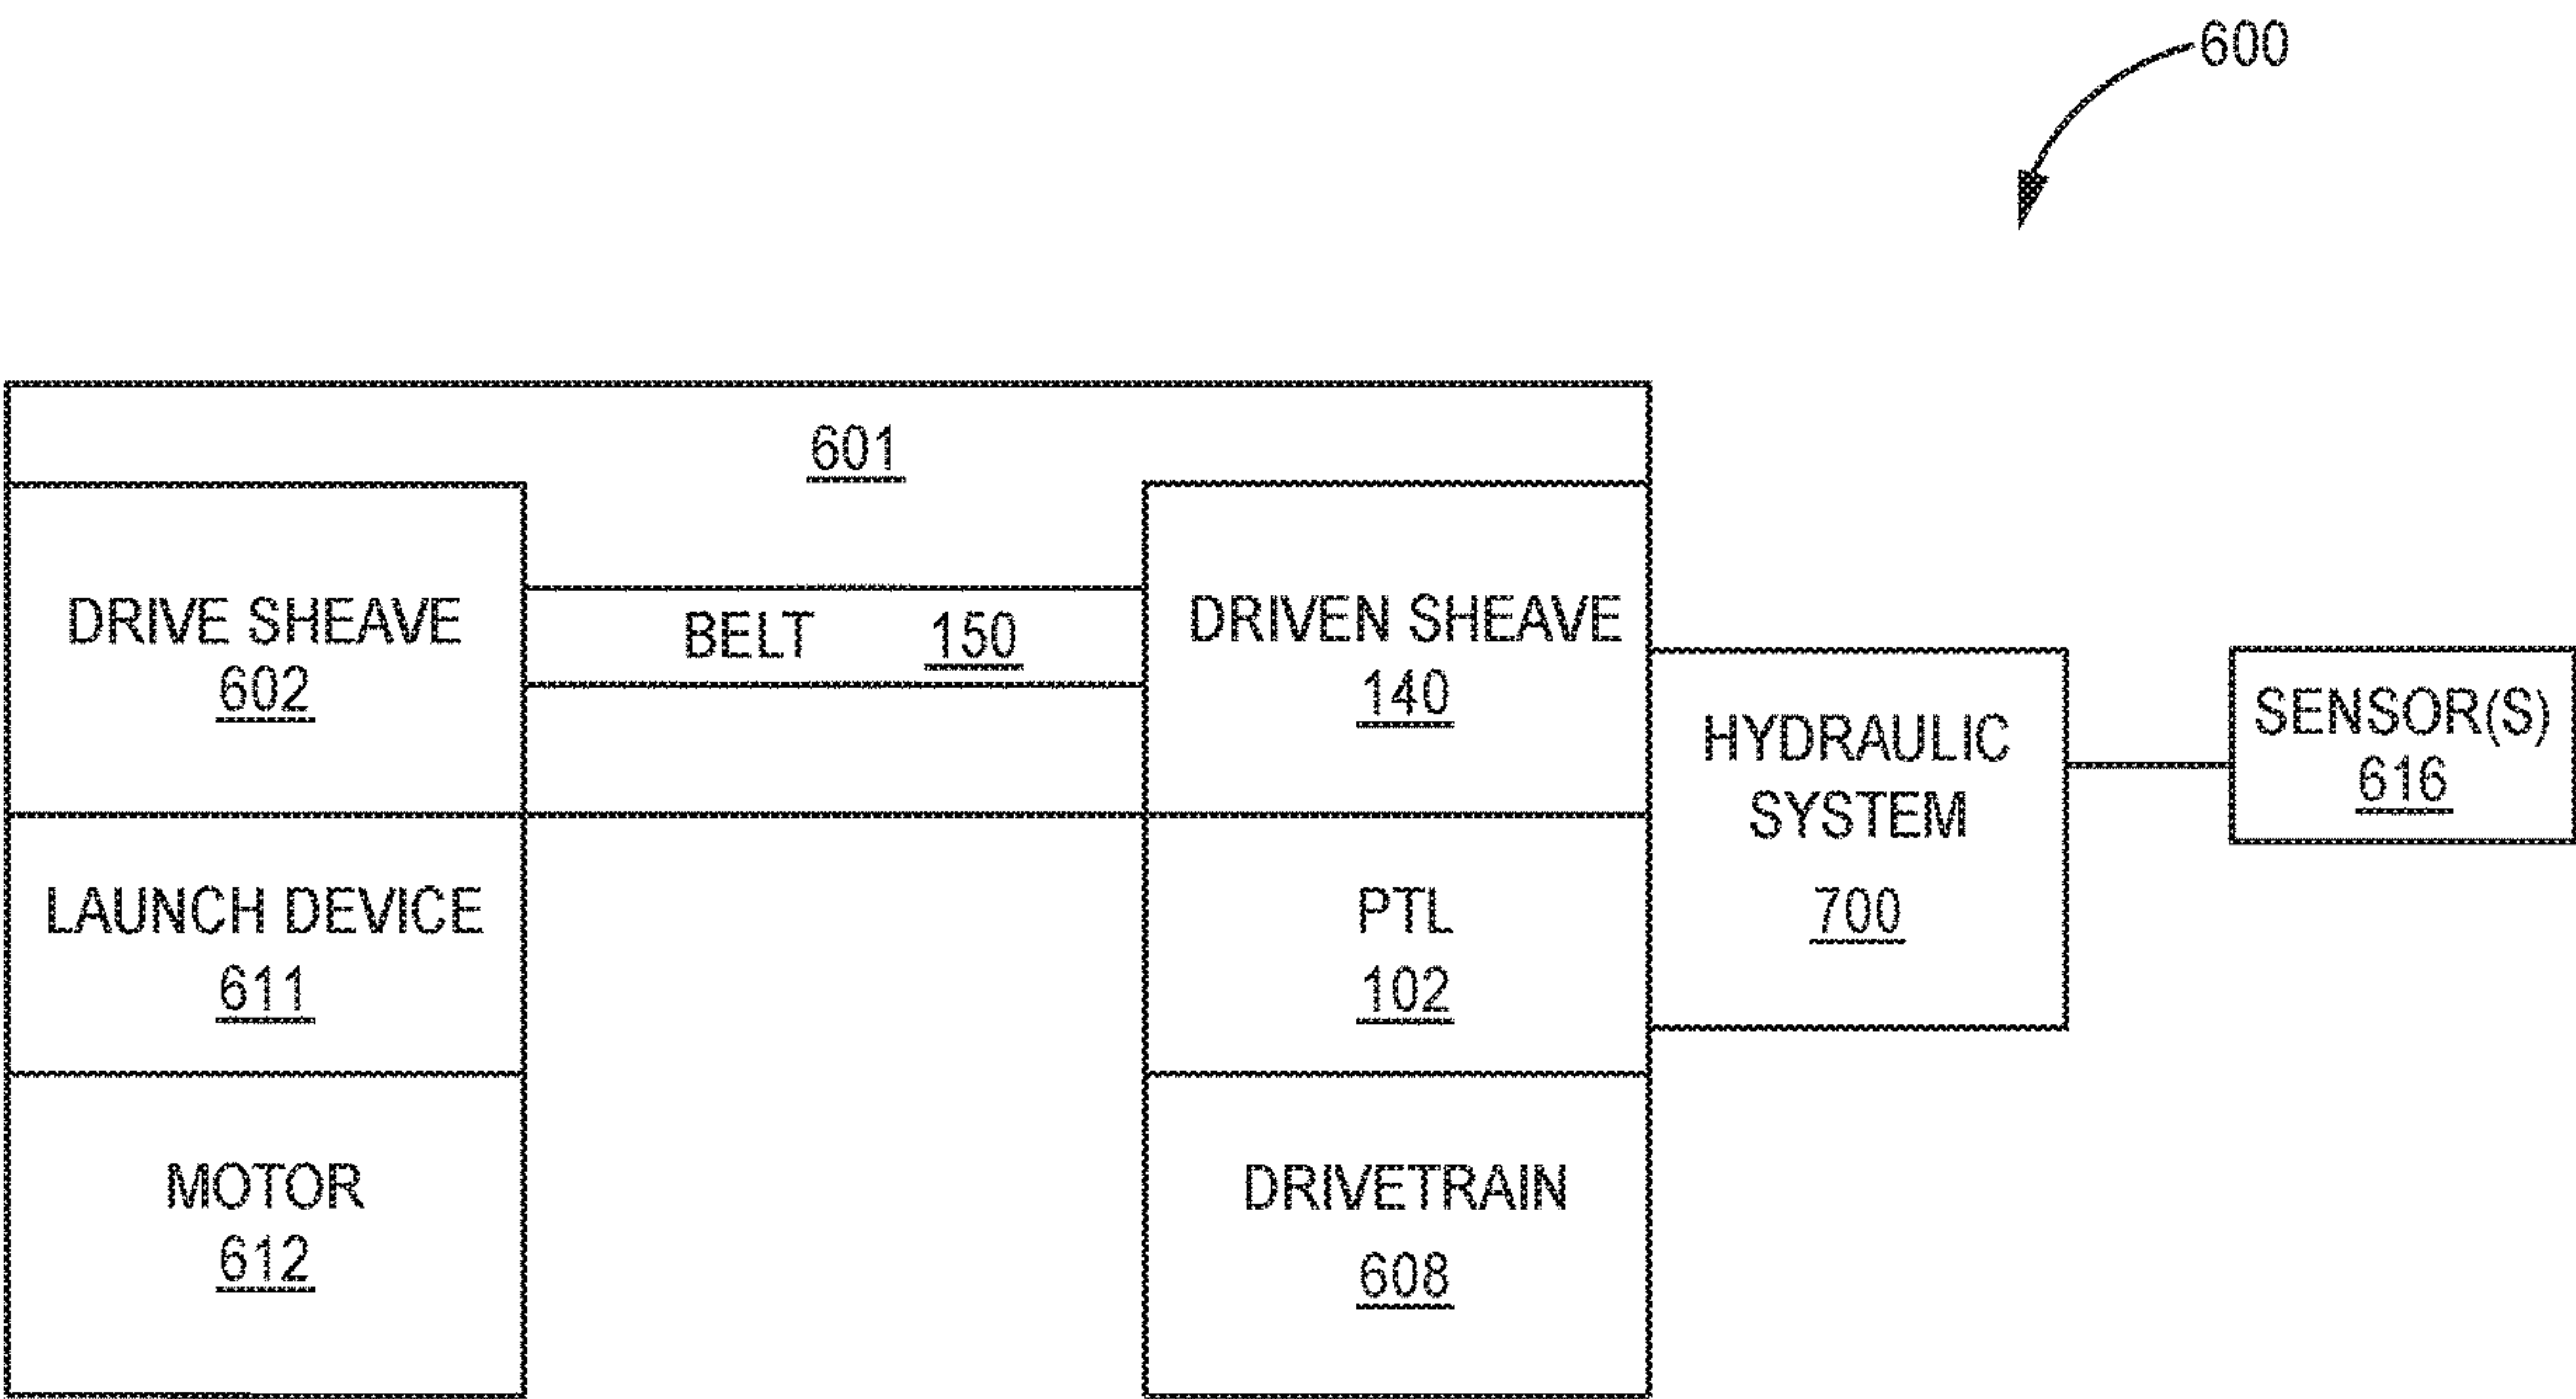 600
601
DRIVE SHEAVE
602
BELT 150
DRIVEN SHEAVE
140
HYDRAULIC
SYSTEM
700
SENSOR(S)
616
LAUNCH DEVICE
611
PTL
102
MOTOR
612
DRIVETRAIN
608